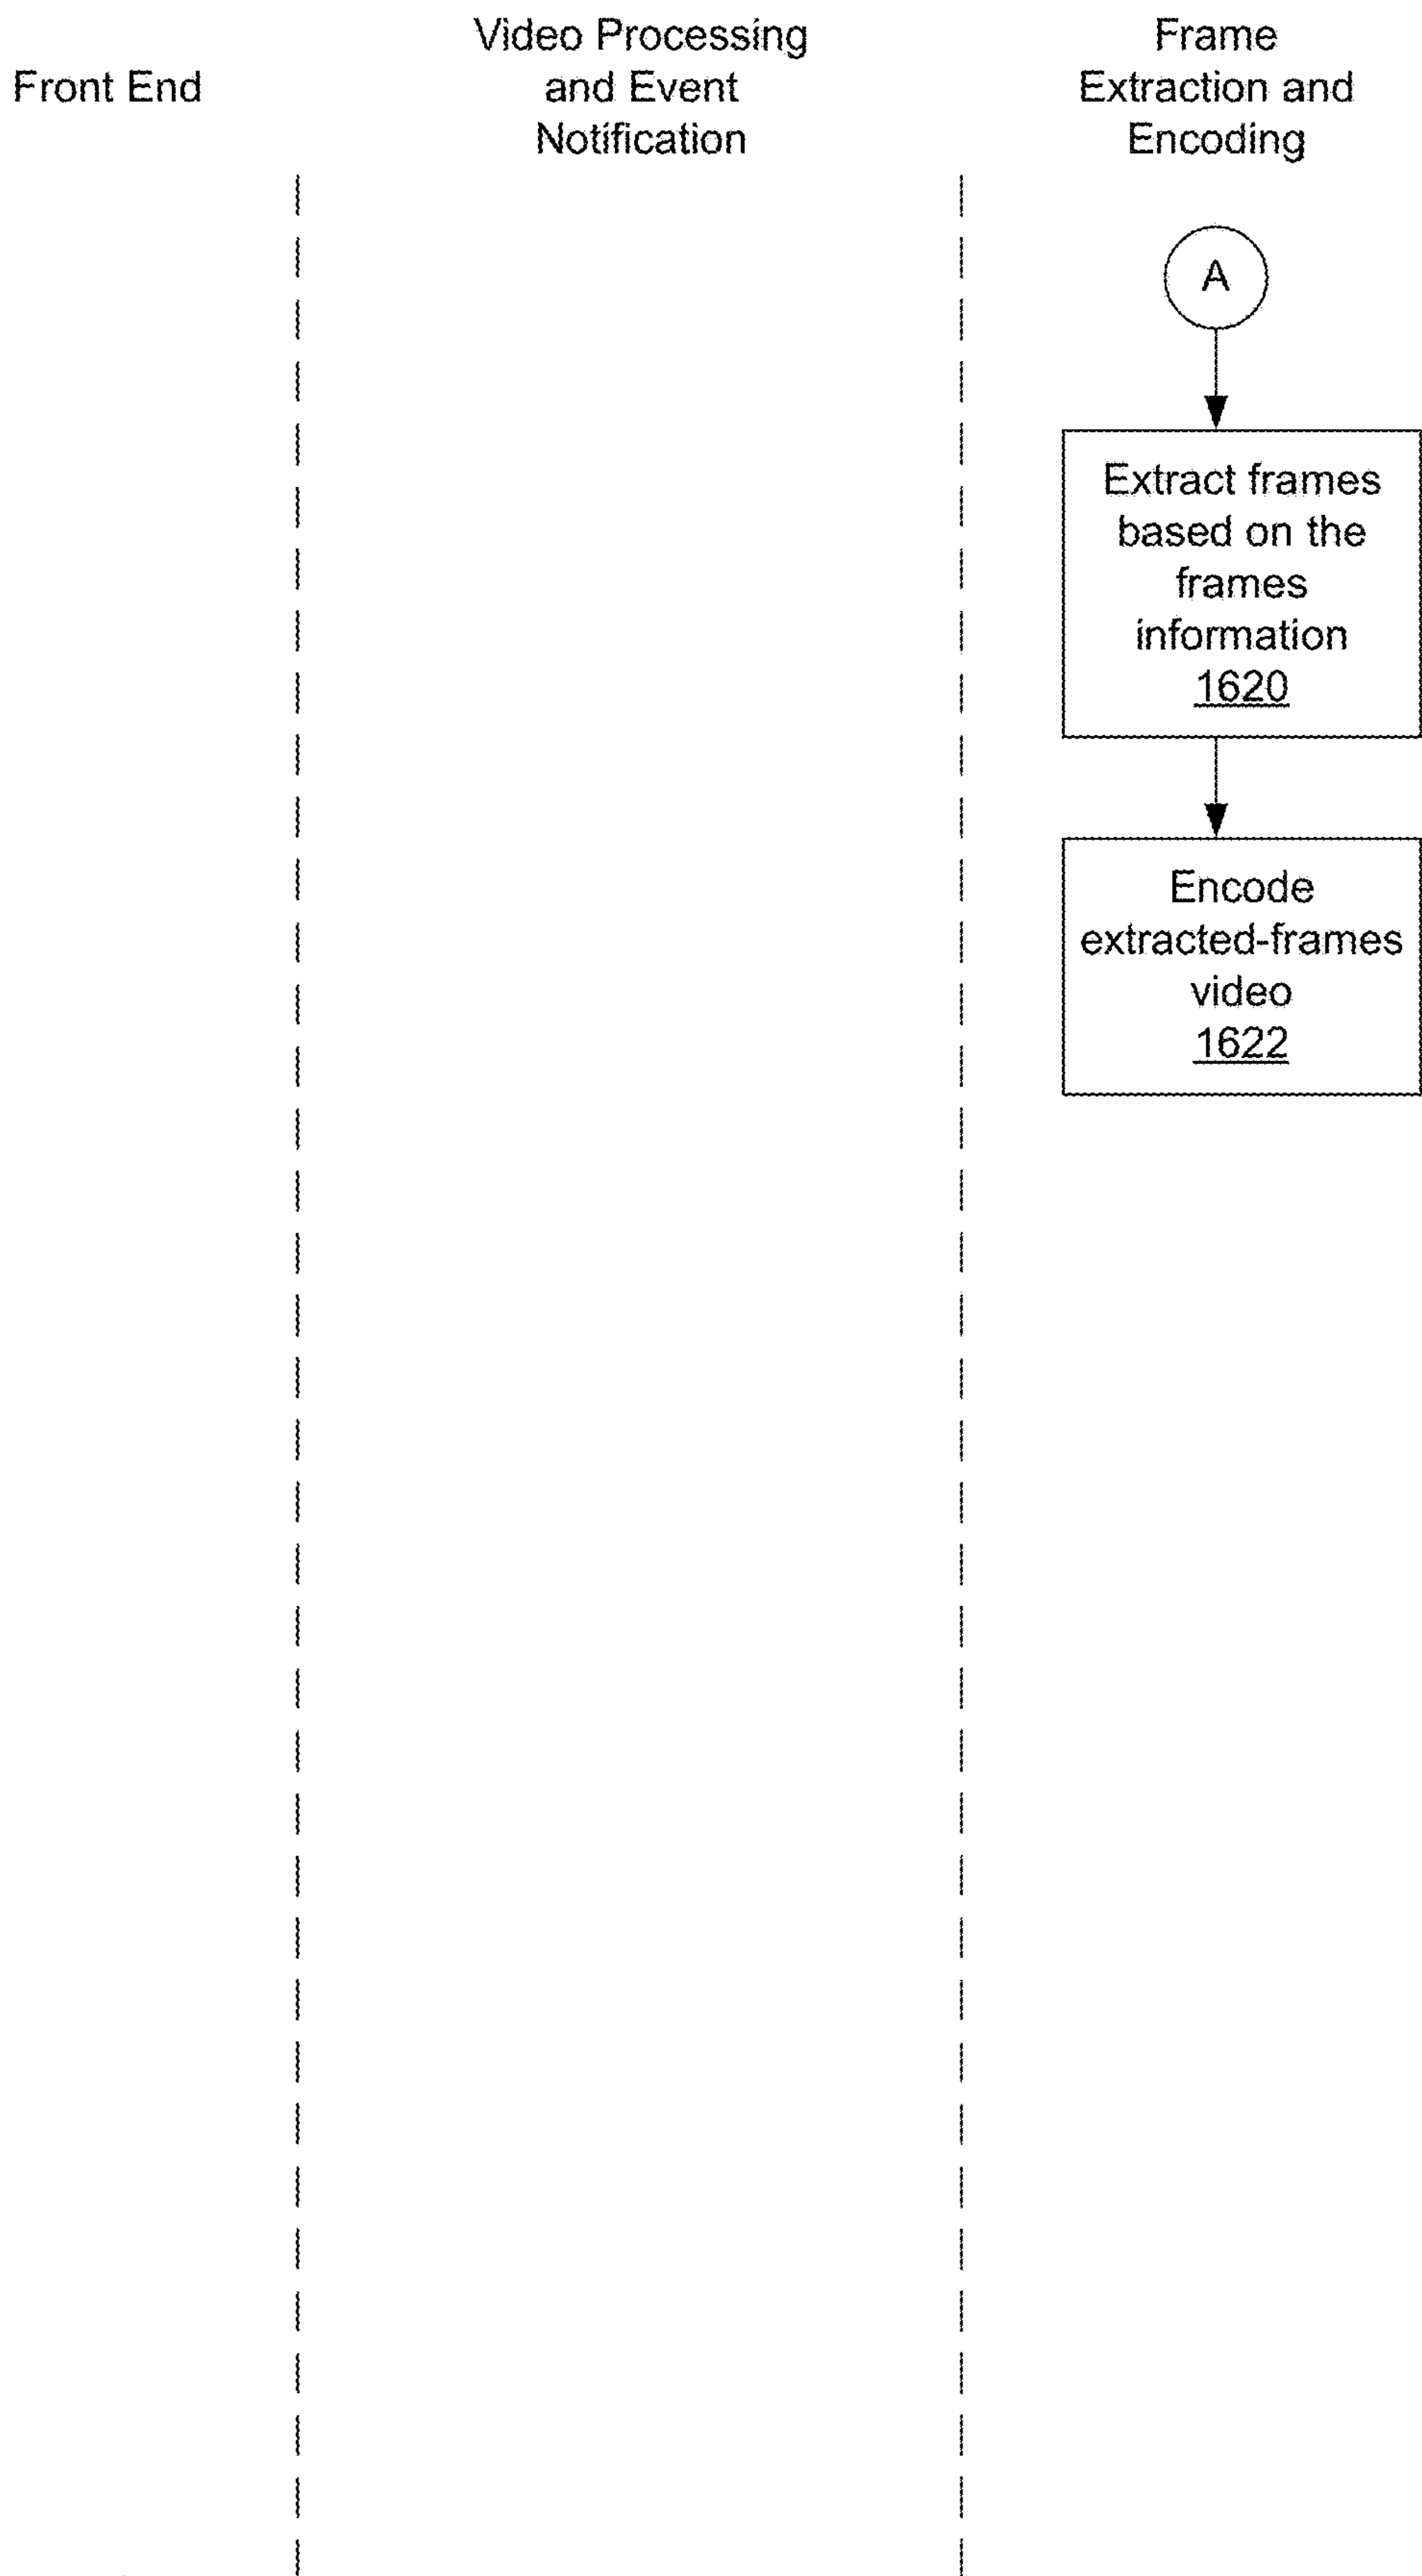 Front End
Video Processing
and Event
Notification
Frame
Extraction and
Encoding
A
Extract frames
based on the
frames
information
1620
Encode
extracted-frames
video
1622